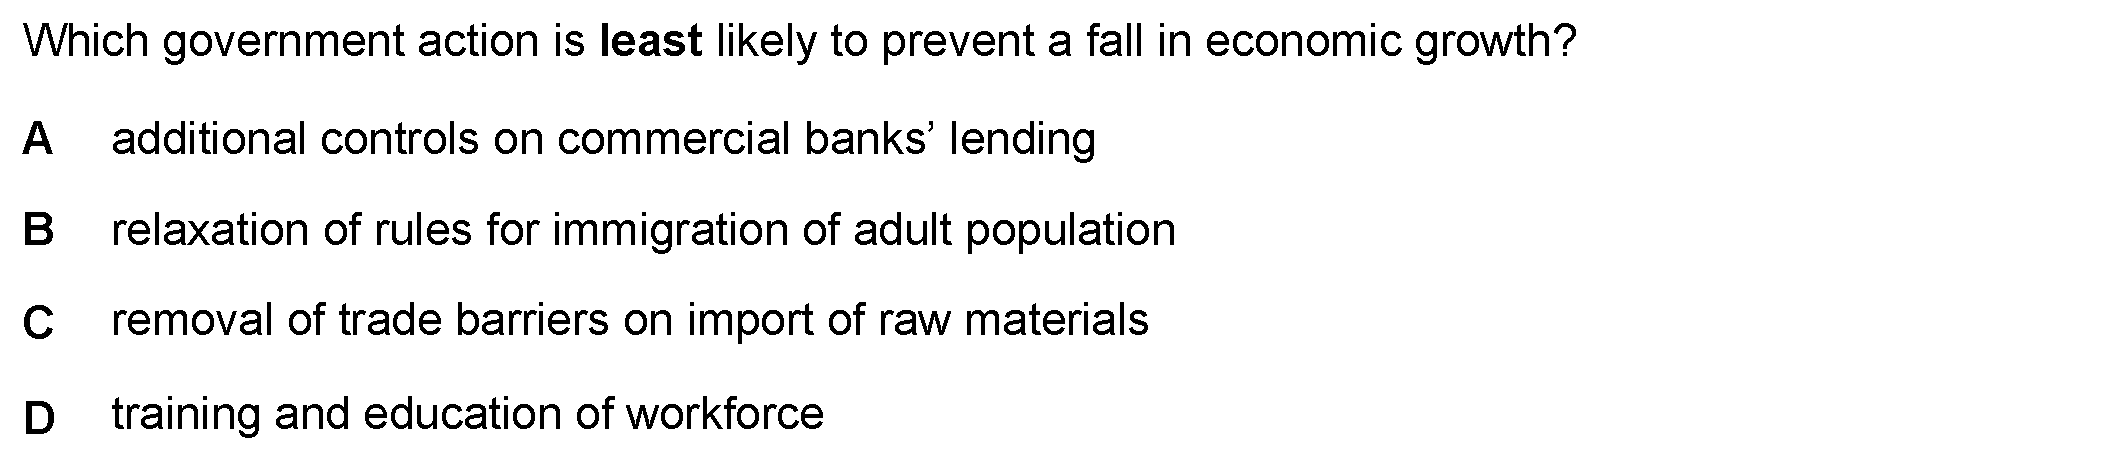 Which government action is least likely to prevent a fall in economic growth?
A additional controls on commercial banks’ lending
B relaxation of rules for immigration of adult population
C removal of trade barriers on import of raw materials
D training and education of workforce